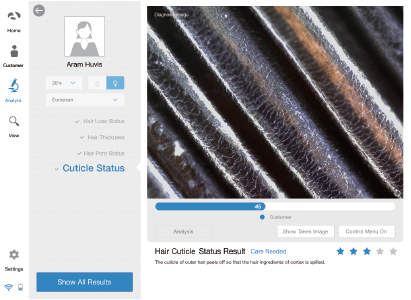 Home
Customer
Analysis
View
Settings
Aram Huvis
20's
European
Hair Loss Status
Hair Thickness
Hair Pore Status
Cuticle Status
Show All Results
45
Customer
Analysis
Show Taken Image
Control Menu On
Hair Cuticle Status Result Care Needed
The cuticle of outer hair peels off so that the hair ingredients of cortex is spilled.